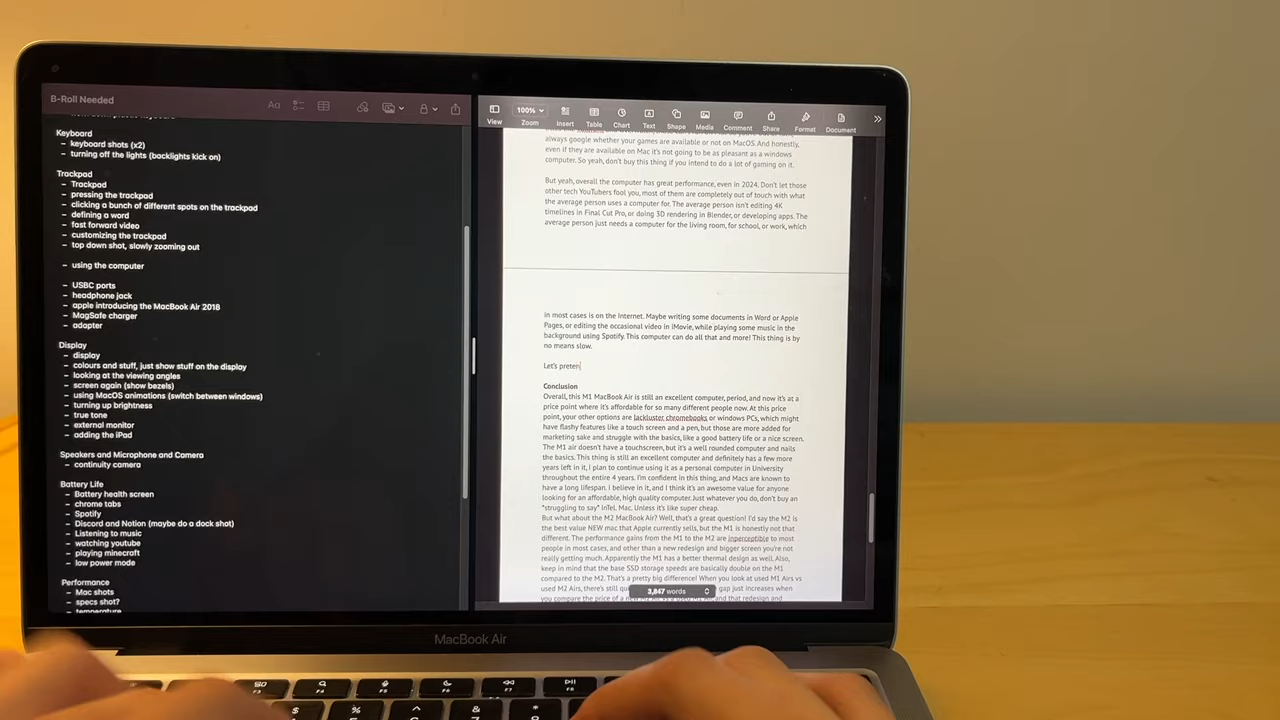 B-Roll Needed
Aa
Keyboard
– keyboard shots (x2)
– turning off the lights (backlights kick on)
Trackpad
– Trackpad
– pressing the trackpad
– clicking a bunch of different spots on the trackpad
– defining a word
– fast forward video
– customizing the trackpad
– top down shot, slowly zooming out
– using the computer
– USBC ports
– headphone jack
– apple introducing the MacBook Air 2018
– MagSafe charger
– adapter
Display
– display
– colours and stuff, just show stuff on the display
– looking at the viewing angles
– screen again (show bezels)
– using MacOS animations (switch between windows)
– turning up brightness
– true tone
– external monitor
– adding the iPad
Speakers and Microphone and Camera
– continuity camera
Battery Life
– Battery health screen
– chrome tabs
– Spotify
– Discord and Notion (maybe do a dock shot)
– Listening to music
– watching youtube
– playing minecraft
– low power mode
Performance
– Mac shots
– specs shot?
– temperature
100%
View Zoom Insert Table Chart Text Shape Media Comment Share Format Document
always google whether your games are available or not on MacOS. And honestly,
even if they are available on Mac it's not going to be as pleasant as a windows
computer. So yeah, don't buy this thing if you intend to do a lot of gaming on it.
But yeah, overall the computer has great performance, even in 2024. Don't let those
other tech YouTubers fool you, most of them are completely out of touch with what
the average person uses a computer for. The average person isn't editing 4K
timelines in Final Cut Pro, or doing 3D rendering in Blender, or developing apps. The
average person just needs a computer for the living room, for school, or work, which
in most cases is on the Internet. Maybe writing some documents in Word or Apple
Pages, or editing the occasional video in iMovie, while playing some music in the
background using Spotify. This computer can do all that and more! This thing is by
no means slow.
Let's preten
Conclusion
Overall, this M1 MacBook Air is still an excellent computer, period, and now it's at a
price point where it's affordable for so many different people now. At this price
point, your other options are lackluster chromebooks or windows PCs, which might
have flashy features like a touch screen and a pen, but those are more added for
marketing sake and struggle with the basics, like a good battery life or a nice screen.
The M1 air doesn't have a touchscreen, but it's a well rounded computer and nails
the basics. This thing is still an excellent computer and definitely has a few more
years left in it, I plan to continue using it as a personal computer in University
throughout the entire 4 years. I'm confident in this thing, and Macs are known to
have a long lifespan. I believe in it, and I think it's an awesome value for anyone
looking for an affordable, high quality computer. Just whatever you do, don't buy an
*struggling to say* InTel. Mac. Unless it's like super cheap.
But what about the M2 MacBook Air? Well, that's a great question! I'd say the M2 is
the best value NEW mac that Apple currently sells, but the M1 is honestly not that
different. The performance gains from the M1 to the M2 are inperceptible to most
people in most cases, and other than a new redesign and bigger screen you're not
really getting much. Apparently the M1 has a better thermal design as well. Also,
keep in mind that the base SSD storage speeds are basically double on the M1
compared to the M2. That's a pretty big difference! When you look at used M1 Airs vs
used M2 Airs, there's still gap just increases when
you compare the price of a and that redesign and
3,847 words
MacBook Air
F3 F4 F5 F6 F7 F8
$ % ^ & *